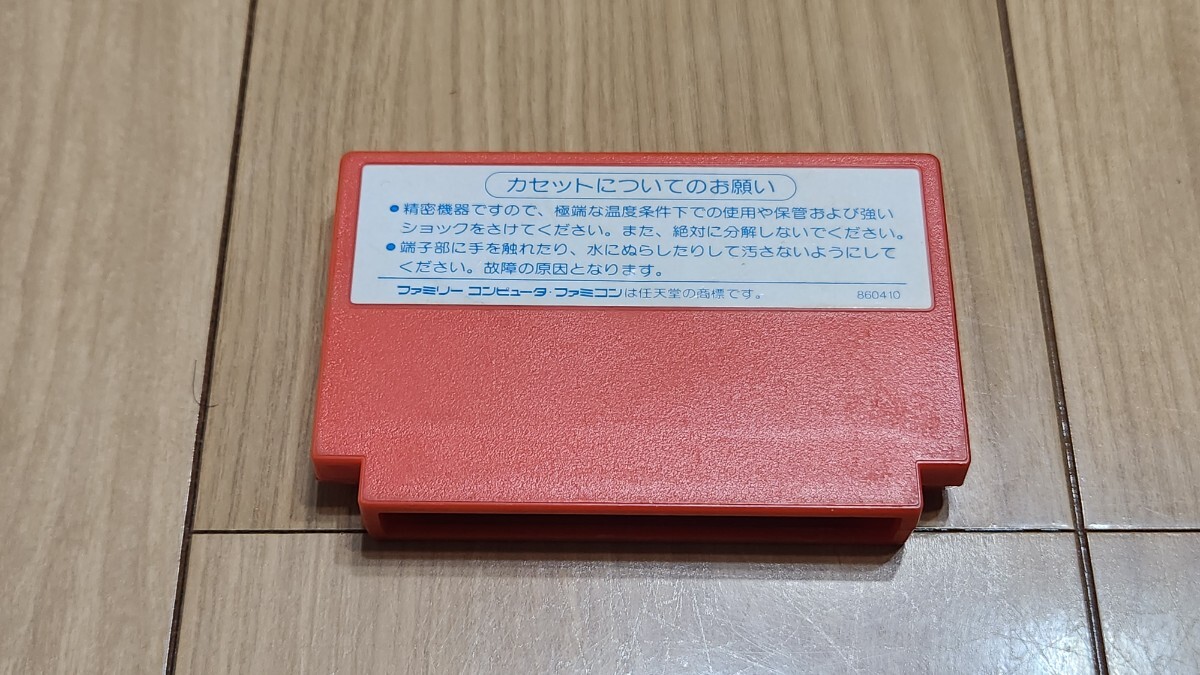 カセットについてのお願い
●精密機器ですので、極端な温度条件下での使用や保管および強い
ショックをさけてください。また、絶対に分解しないでください。
●端子部に手を触れたり、水にぬらしたりして汚さないようにして
ください。故障の原因となります。
ファミリー コンピュータ・ファミコンは任天堂の商標です。 860410